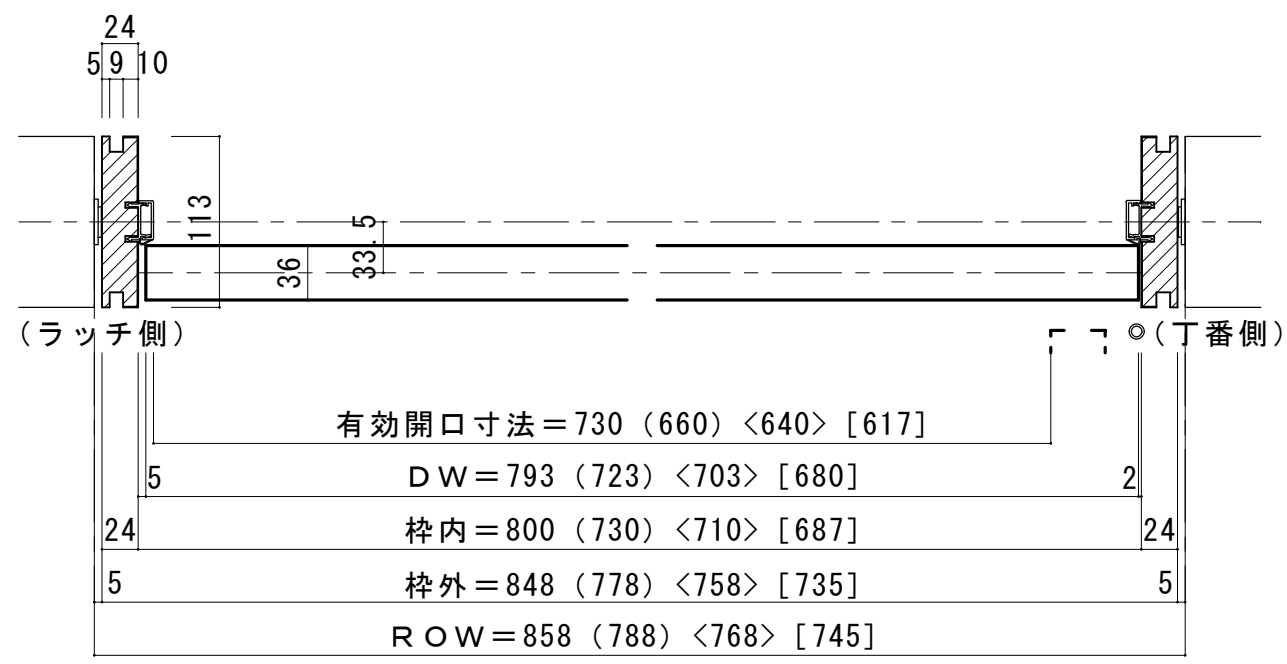 24
5 9 10
113
33.5
36
(ラッチ側)
(丁番側)
有効開口寸法＝730 (660) <640> [617]
5 ＤＷ＝793 (723) <703> [680] 2
24 枠内＝800 (730) <710> [687] 24
5 枠外＝848 (778) <758> [735] 5
ＲＯＷ＝858 (788) <768> [745]